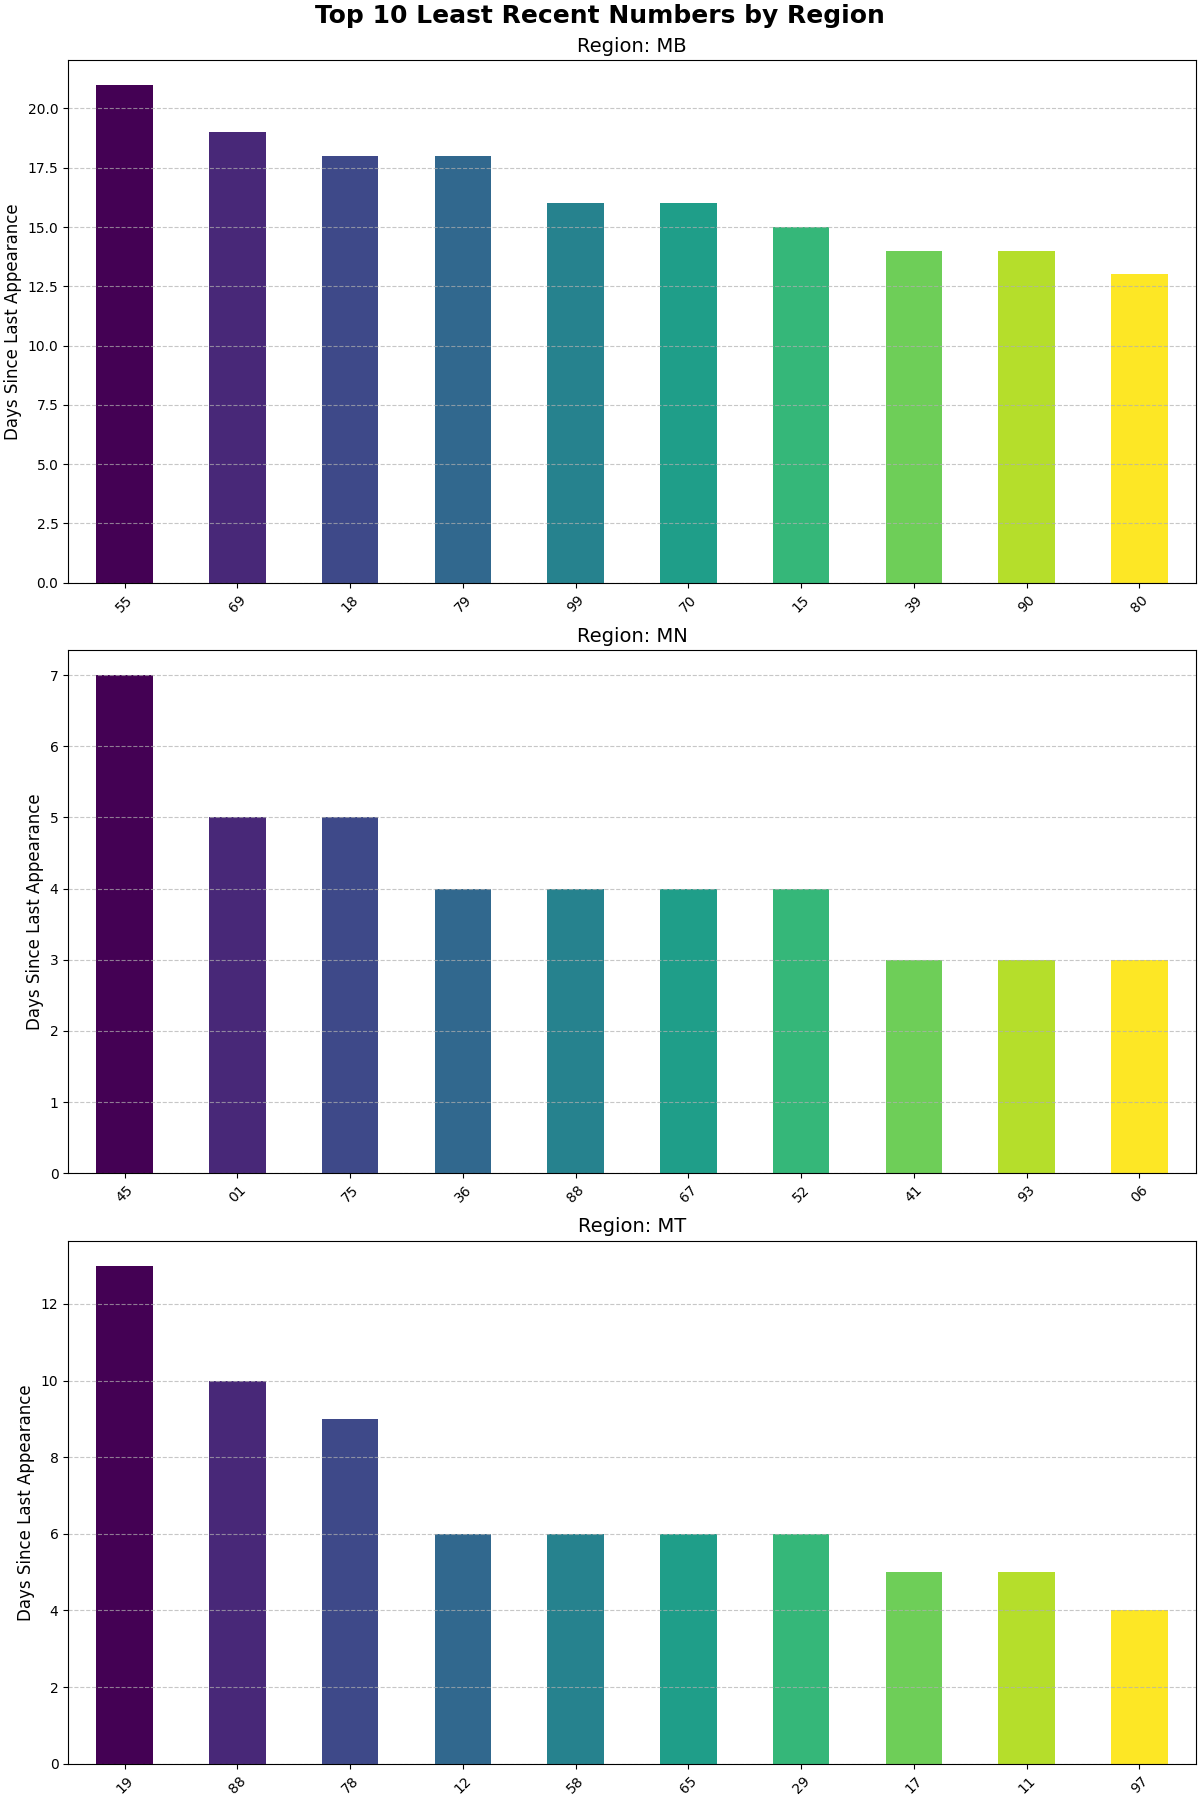 Top 10 Least Recent Numbers by Region
Region: MB
Days Since Last Appearance
20.0
17.5
15.0
12.5
10.0
7.5
5.0
2.5
0.0
55 69 18 79 99 70 15 39 90 80
Region: MN
Days Since Last Appearance
7
6
5
4
3
2
1
0
45 01 75 36 88 67 52 41 93 06
Region: MT
Days Since Last Appearance
12
10
8
6
4
2
0
19 88 78 12 58 65 29 17 11 97